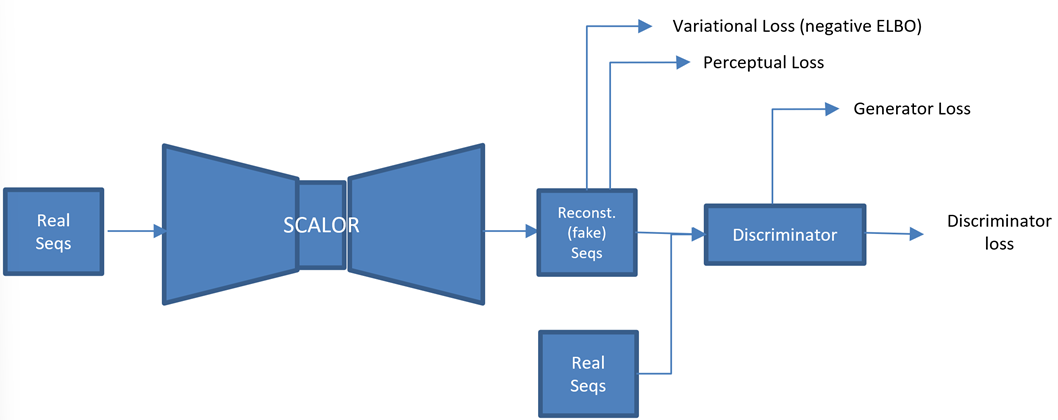 Variational Loss (negative ELBO)
Perceptual Loss
Generator Loss
Real
Seqs
SCALOR
Reconst.
(fake)
Seqs
Discriminator
Discriminator
loss
Real
Seqs